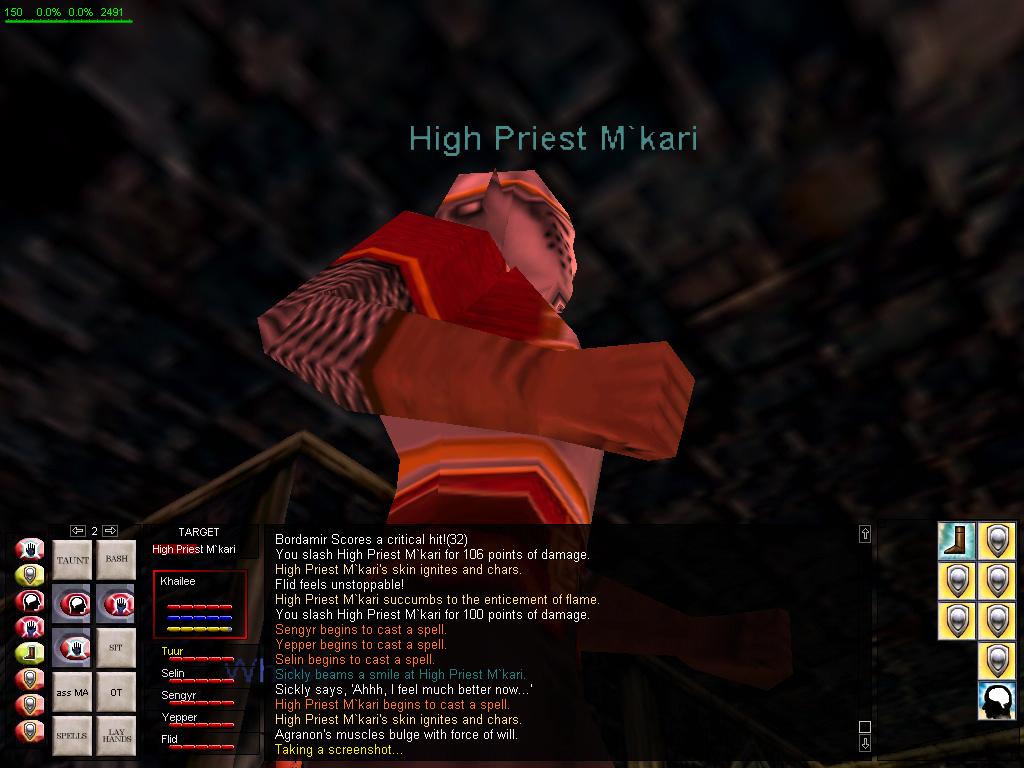 150 0.0% 0.0% 2491
High Priest M`kari
2
TARGET
High Priest M`kari
TAUNT
BASH
Khailee
SIT
Tuur
Selin
ass MA
OT
Sengyr
Yepper
SPELLS
LAY HANDS
Flid
Bordamir Scores a critical hit!(32)
You slash High Priest M`kari for 106 points of damage.
High Priest M`kari's skin ignites and chars.
Flid feels unstoppable!
High Priest M`kari succumbs to the enticement of flame.
You slash High Priest M`kari for 100 points of damage.
Sengyr begins to cast a spell.
Yepper begins to cast a spell.
Selin begins to cast a spell.
Sickly beams a smile at High Priest M`kari.
Sickly says, 'Ahhh, I feel much better now...'
High Priest M`kari begins to cast a spell.
High Priest M`kari's skin ignites and chars.
Agranon's muscles bulge with force of will.
Taking a screenshot...